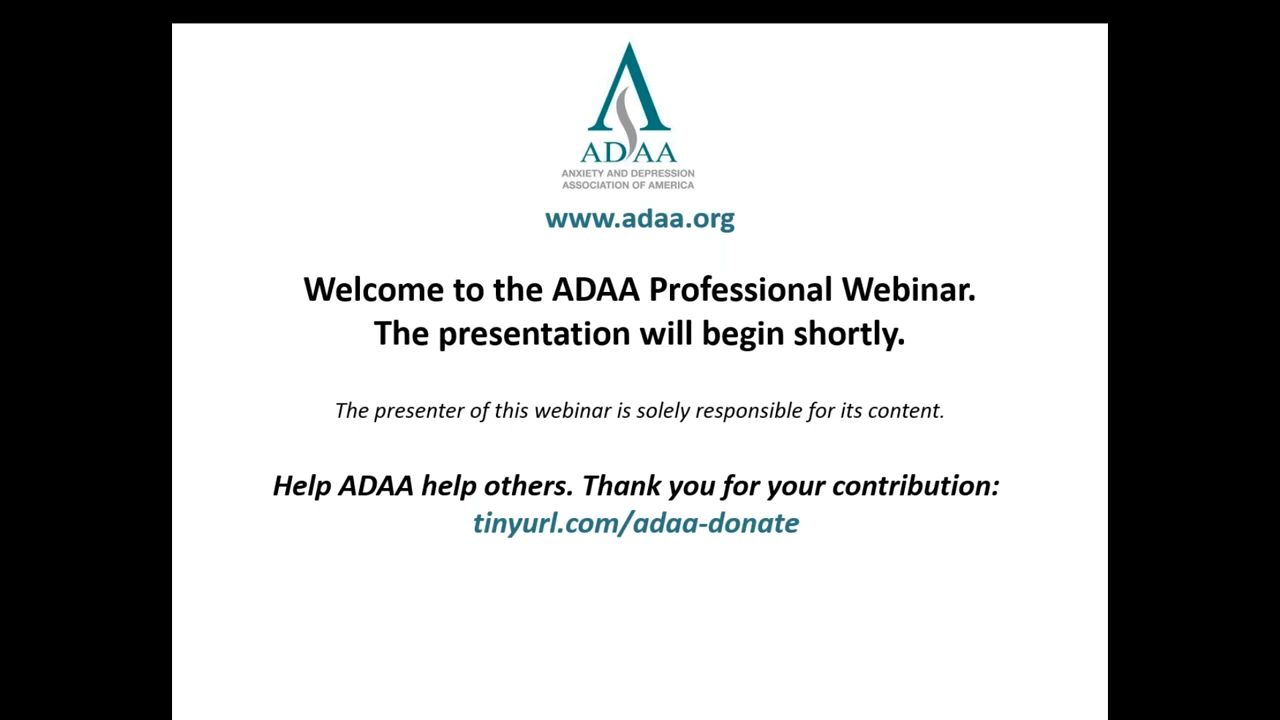 ADAA
ANXIETY AND DEPRESSION
ASSOCIATION OF AMERICA
www.adaa.org
Welcome to the ADAA Professional Webinar.
The presentation will begin shortly.
The presenter of this webinar is solely responsible for its content.
Help ADAA help others. Thank you for your contribution:
tinyurl.com/adaa-donate